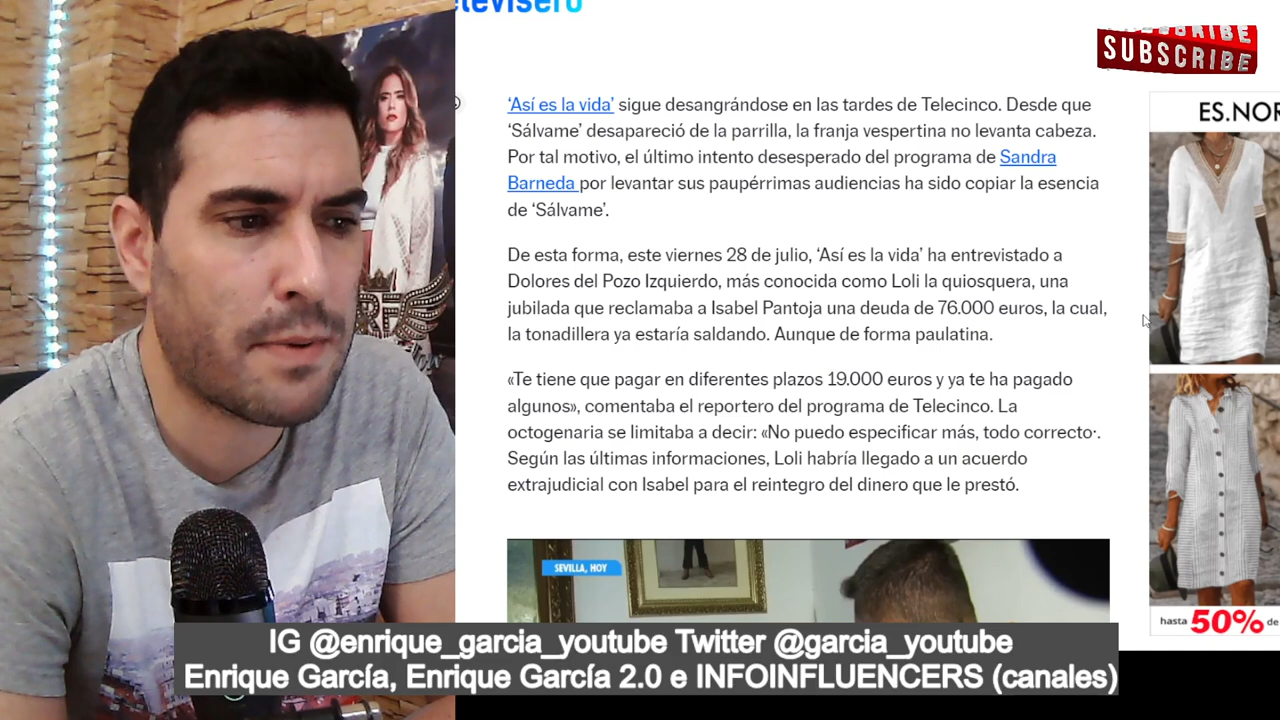 SUBSCRIBE
SUBSCRIBE
ES.NOR
‘Así es la vida’ sigue desangrándose en las tardes de Telecinco. Desde que
‘Sálvame’ desapareció de la parrilla, la franja vespertina no levanta cabeza.
Por tal motivo, el último intento desesperado del programa de Sandra
Barneda por levantar sus paupérrimas audiencias ha sido copiar la esencia
de ‘Sálvame’.
De esta forma, este viernes 28 de julio, ‘Así es la vida’ ha entrevistado a
Dolores del Pozo Izquierdo, más conocida como Loli la quiosquera, una
jubilada que reclamaba a Isabel Pantoja una deuda de 76.000 euros, la cual,
la tonadillera ya estaría saldando. Aunque de forma paulatina.
«Te tiene que pagar en diferentes plazos 19.000 euros y ya te ha pagado
algunos», comentaba el reportero del programa de Telecinco. La
octogenaria se limitaba a decir: «No puedo especificar más, todo correcto·.
Según las últimas informaciones, Loli habría llegado a un acuerdo
extrajudicial con Isabel para el reintegro del dinero que le prestó.
SEVILLA, HOY
hasta 50% de
IG @enrique_garcia_youtube Twitter @garcia_youtube
Enrique García, Enrique García 2.0 e INFOINFLUENCERS (canales)